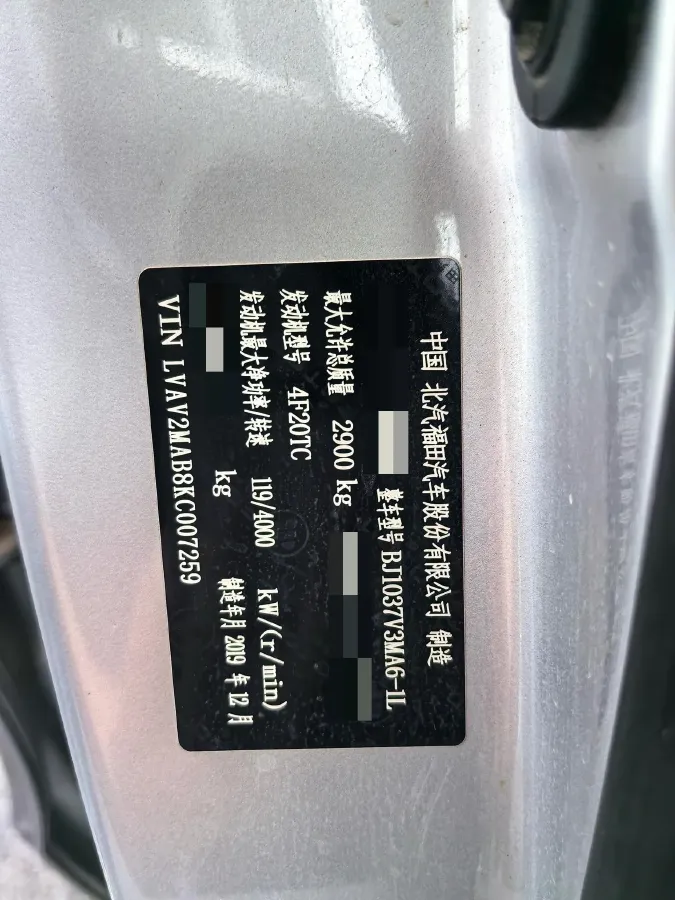 中国 北汽福田汽车股份有限公司 制造
整车型号 BJ1037V3MA6-1L
最大允许总质量 2900 kg
发动机型号 4F20TC
发动机最大净功率/转速 119/4000 kW/(r/min)
kg 制造年月 2019 年 12 月
VIN LVAV2MAB8KC007259